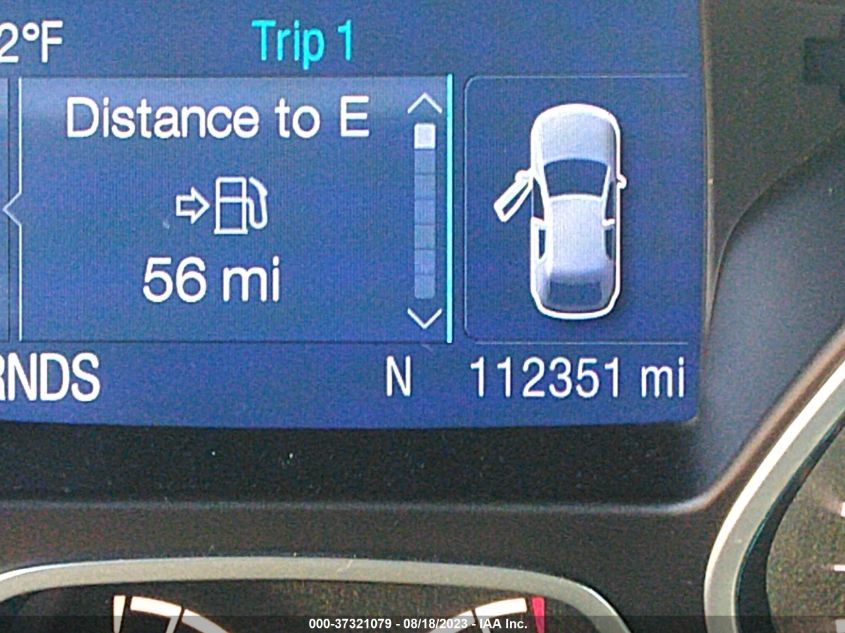 2°F
Trip 1
Distance to E
56 mi
RNDS
N
112351 mi
000-37321079 - 08/18/2023 - IAA Inc.